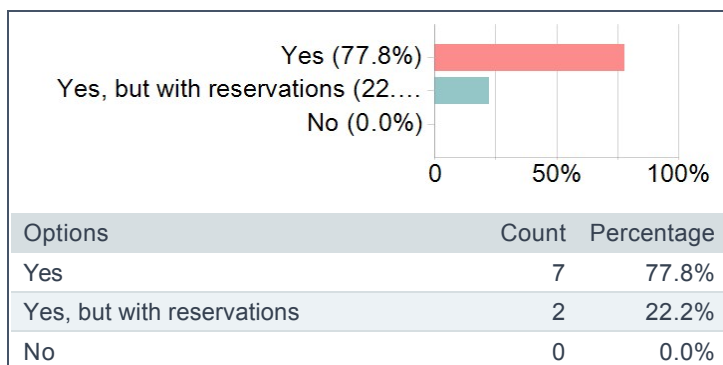 Yes (77.8%)
Yes, but with reservations (22....
No (0.0%)
0 50% 100%
Options Count Percentage
Yes 7 77.8%
Yes, but with reservations 2 22.2%
No 0 0.0%